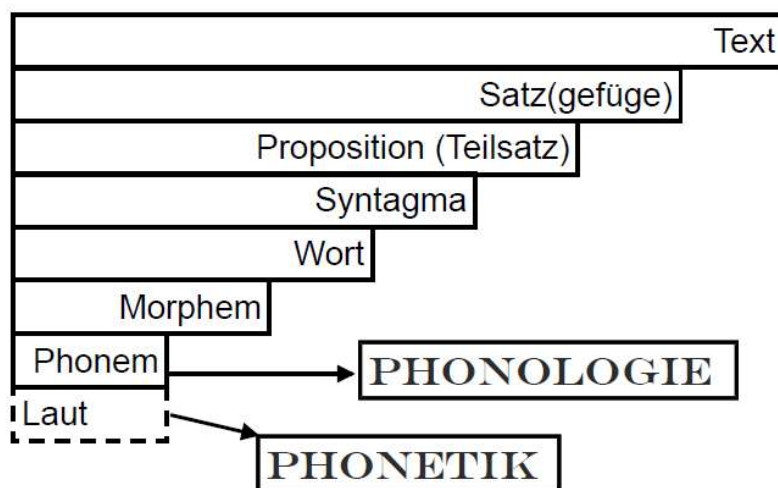 Text
Satz(gefüge)
Proposition (Teilsatz)
Syntagma
Wort
Morphem
Phonem
PHONOLOGIE
Laut
PHONETIK